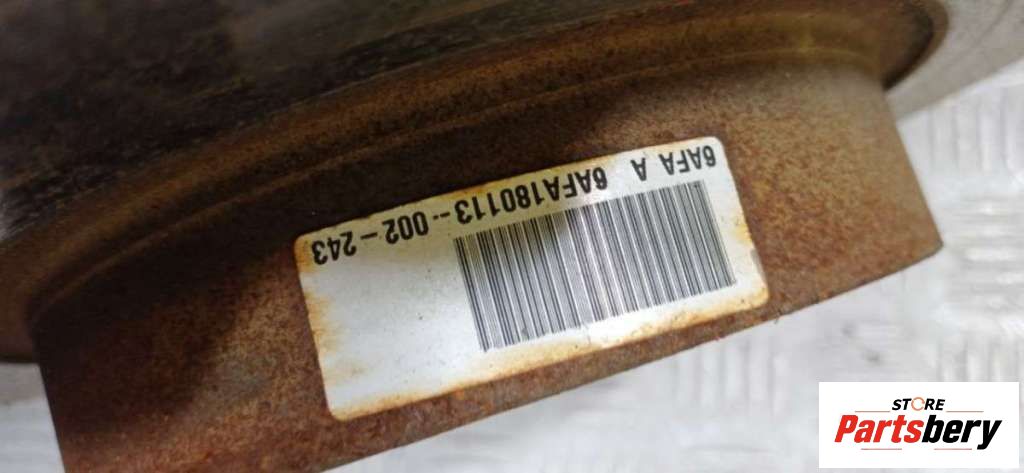 6AFA A 6AFA180113--002-243
STORE
Partsbery